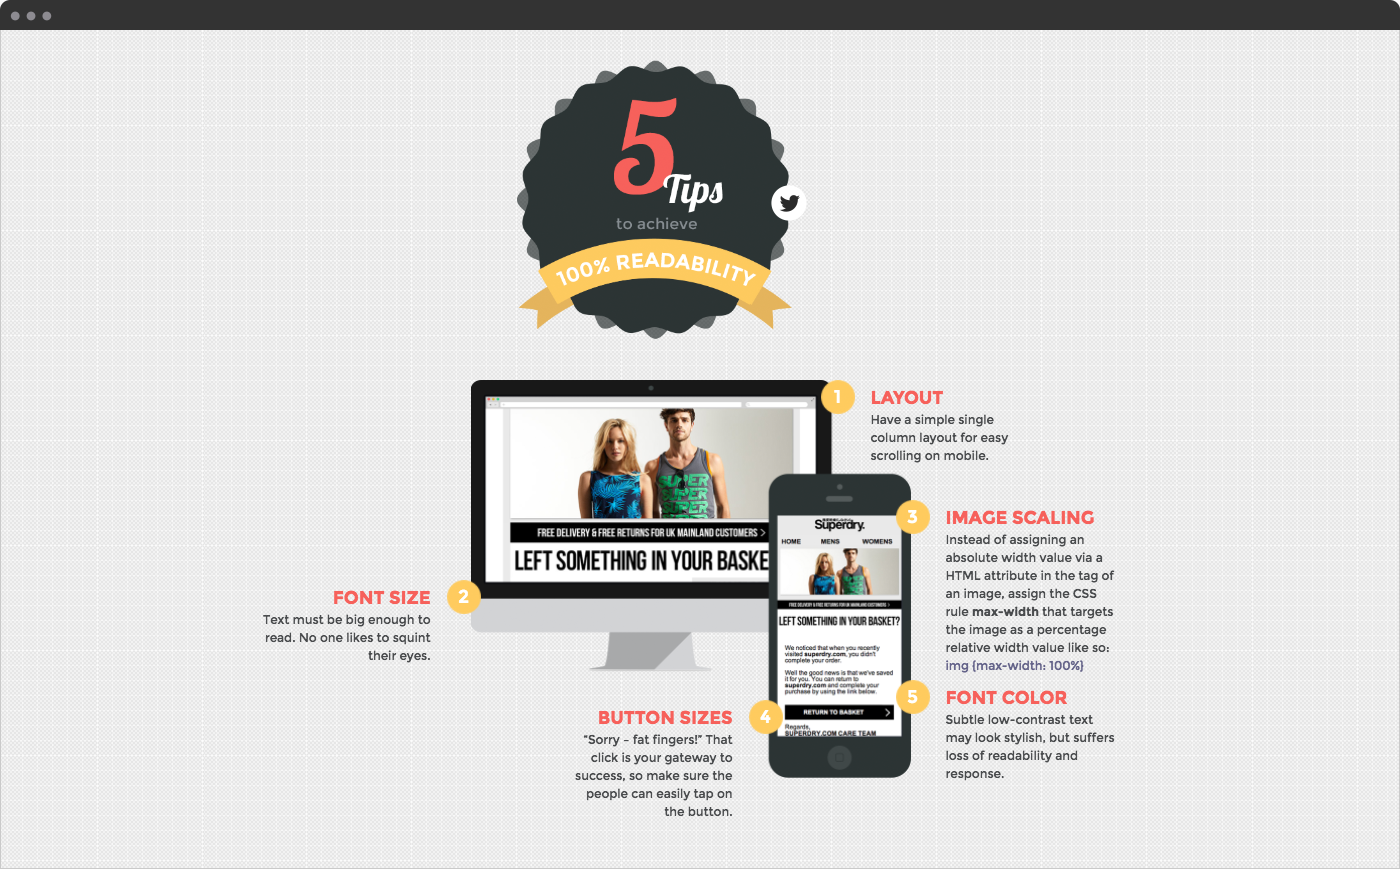 5
Tips
to achieve
100% READABILITY
1
LAYOUT
Have a simple single
column layout for easy
scrolling on mobile.
SUPER
SUPER
SUPER
FREE DELIVERY & FREE RETURNS FOR UK MAINLAND CUSTOMERS >
LEFT SOMETHING IN YOUR BASKE
2
FONT SIZE
Text must be big enough to
read. No one likes to squint
their eyes.
3
IMAGE SCALING
Instead of assigning an
absolute width value via a
HTML attribute in the tag of
an image, assign the CSS
rule max-width that targets
the image as a percentage
relative width value like so:
img {max-width: 100%}
Superdry.
HOME MENS WOMENS
FREE DELIVERY & FREE RETURNS FOR UK MAINLAND CUSTOMERS >
LEFT SOMETHING IN YOUR BASKET?
We noticed that when you recently
visited superdry.com, you didn't
complete your order.
Well the good news is that we've saved
it for you. You can return to
superdry.com and complete your
purchase by using the link below.
RETURN TO BASKET >
Regards,
SUPERDRY.COM CARE TEAM
4
BUTTON SIZES
“Sorry – fat fingers!” That
click is your gateway to
success, so make sure the
people can easily tap on
the button.
5
FONT COLOR
Subtle low-contrast text
may look stylish, but suffers
loss of readability and
response.